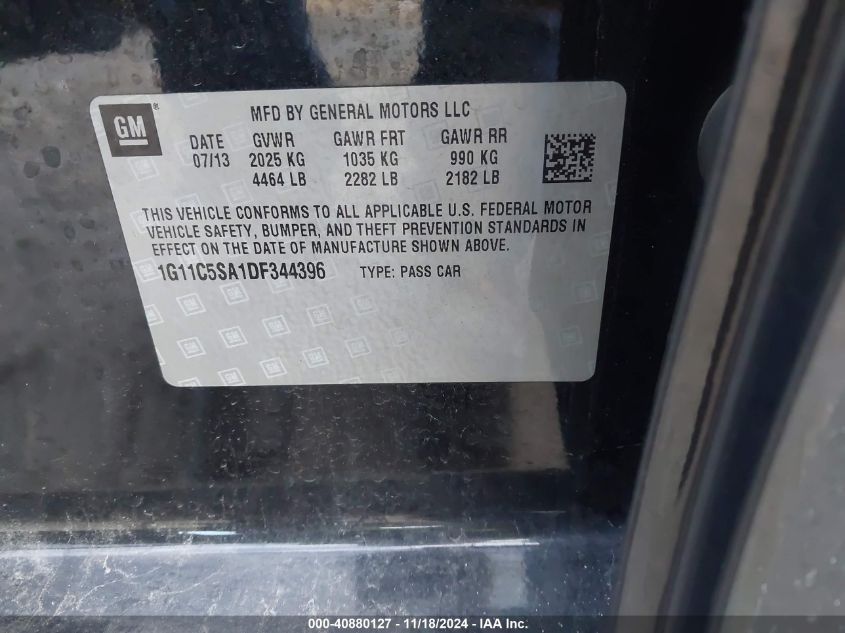 GM®
MFD BY GENERAL MOTORS LLC
DATE GVWR GAWR FRT GAWR RR
07/13 2025 KG 1035 KG 990 KG
4464 LB 2282 LB 2182 LB
THIS VEHICLE CONFORMS TO ALL APPLICABLE U.S. FEDERAL MOTOR
VEHICLE SAFETY, BUMPER, AND THEFT PREVENTION STANDARDS IN
EFFECT ON THE DATE OF MANUFACTURE SHOWN ABOVE.
1G11C5SA1DF344396 TYPE: PASS CAR
000-40880127 - 11/18/2024 - IAA Inc.